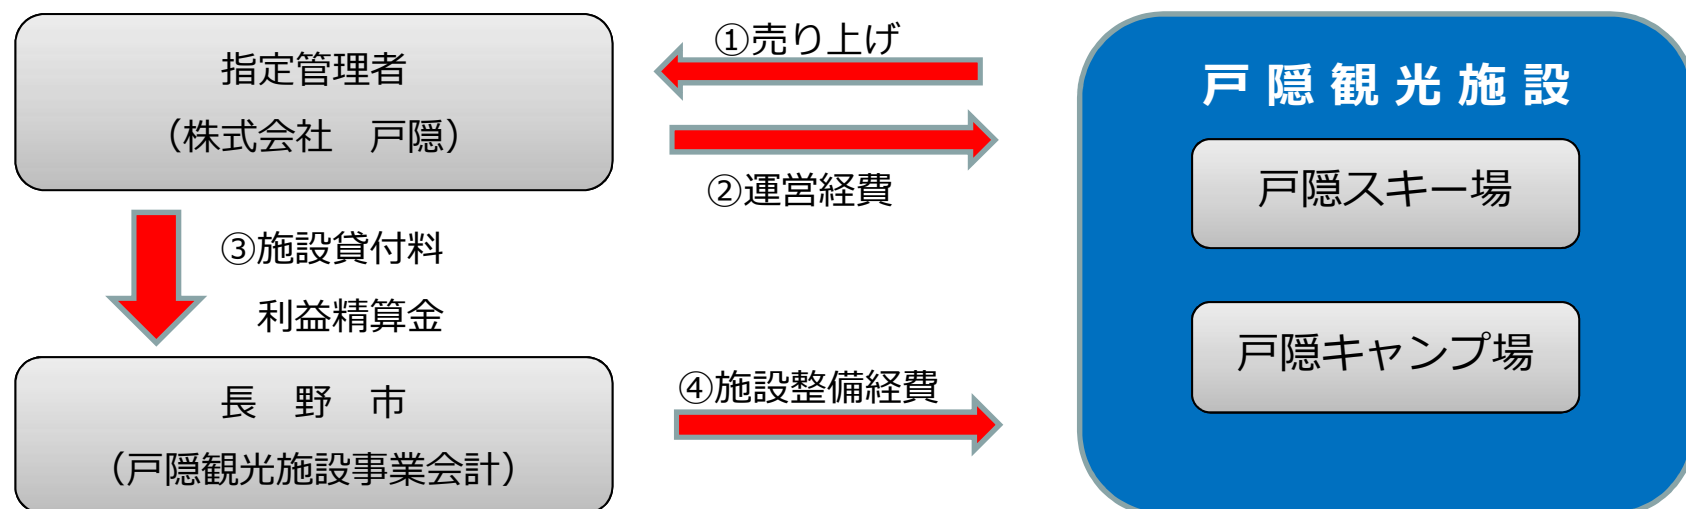 指定管理者
（株式会社　戸隠）
①売り上げ
②運営経費
③施設貸付料
利益精算金
長　野　市
（戸隠観光施設事業会計）
④施設整備経費
戸隠観光施設
戸隠スキー場
戸隠キャンプ場